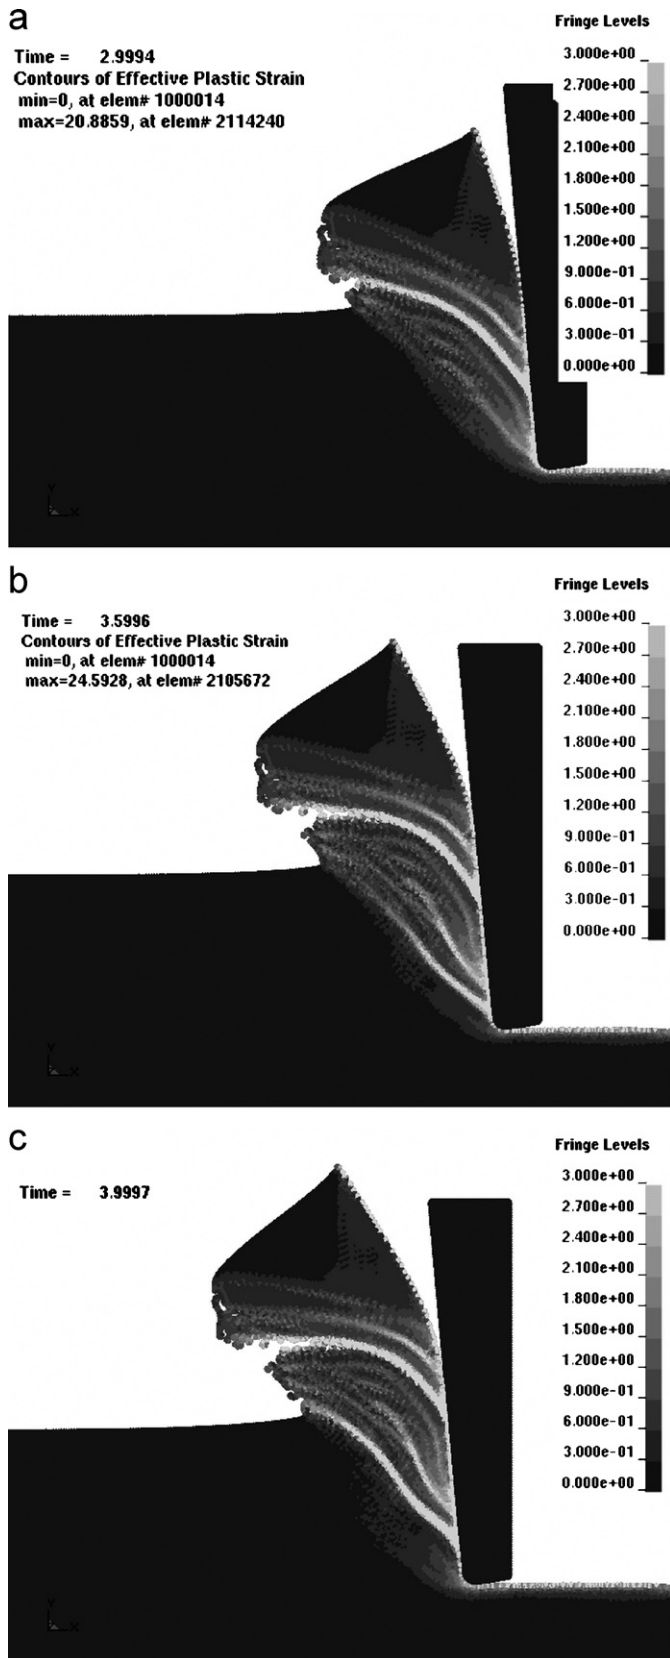 a
Fringe Levels
Time = 2.9994
Contours of Effective Plastic Strain
min=0, at elem# 1000014
max=20.8859, at elem# 2114240
3.000e+00
2.700e+00
2.400e+00
2.100e+00
1.800e+00
1.500e+00
1.200e+00
9.000e-01
6.000e-01
3.000e-01
0.000e+00
Y
X
b
Fringe Levels
Time = 3.5996
Contours of Effective Plastic Strain
min=0, at elem# 1000014
max=24.5928, at elem# 2105672
3.000e+00
2.700e+00
2.400e+00
2.100e+00
1.800e+00
1.500e+00
1.200e+00
9.000e-01
6.000e-01
3.000e-01
0.000e+00
Y
X
c
Fringe Levels
Time = 3.9997
3.000e+00
2.700e+00
2.400e+00
2.100e+00
1.800e+00
1.500e+00
1.200e+00
9.000e-01
6.000e-01
3.000e-01
0.000e+00
Y
X